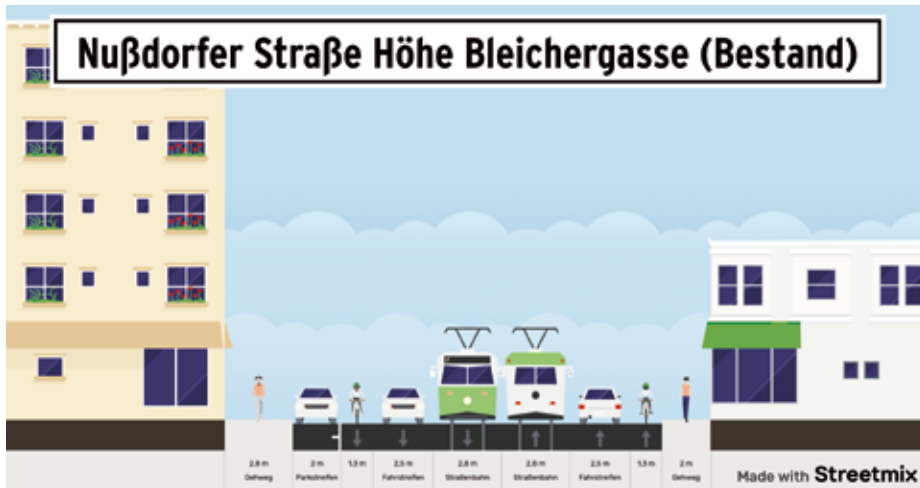 Nußdorfer Straße Höhe Bleichergasse (Bestand)
2,8 m
Gehweg
2 m
Parkstreifen
1,5 m
2,5 m
Fahrstreifen
2,8 m
Straßenbahn
2,8 m
Straßenbahn
2,5 m
Fahrstreifen
1,5 m
2 m
Gehweg
Made with Streetmix